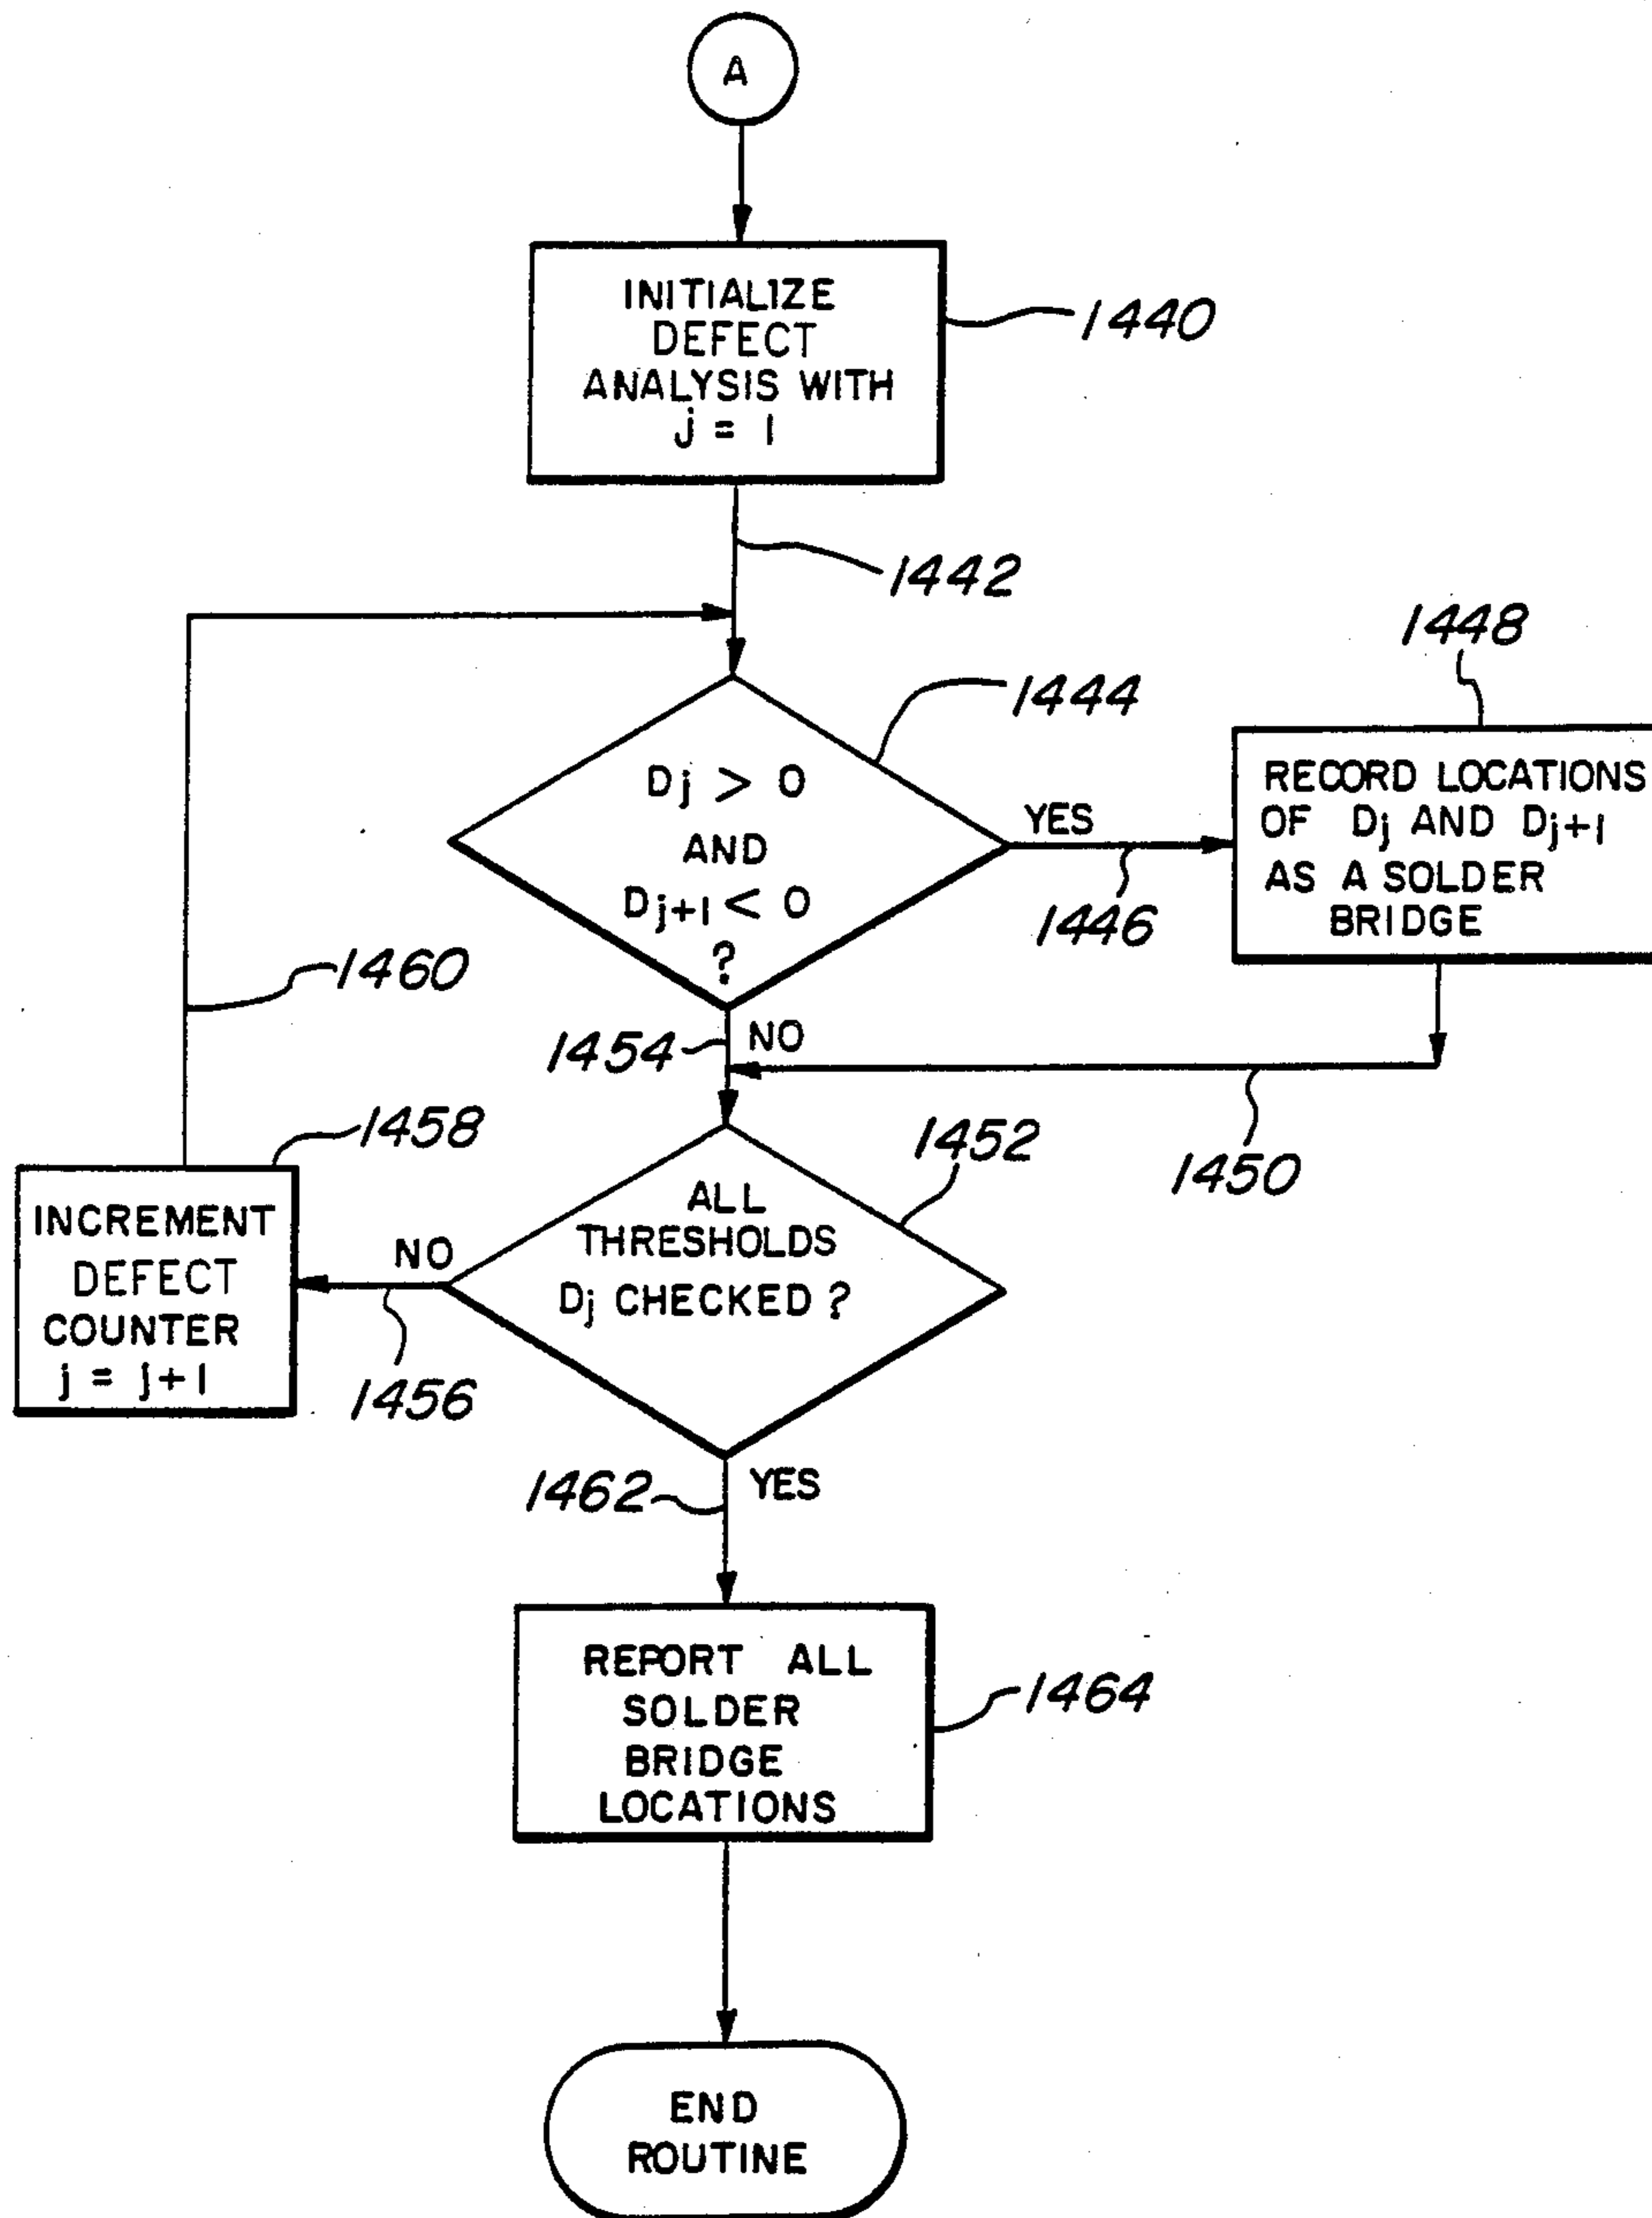 A
INITIALIZE
DEFECT
ANALYSIS WITH
j = 1
1440
1442
1448
1444
Dj > 0
AND
Dj+1 < 0
?
YES
1446
RECORD LOCATIONS
OF Dj AND Dj+1
AS A SOLDER
BRIDGE
1460
1454
NO
1450
1458
1452
INCREMENT
DEFECT
COUNTER
j = j+1
NO
1456
ALL
THRESHOLDS
Dj CHECKED ?
1462
YES
REPORT ALL
SOLDER
BRIDGE
LOCATIONS
1464
END
ROUTINE